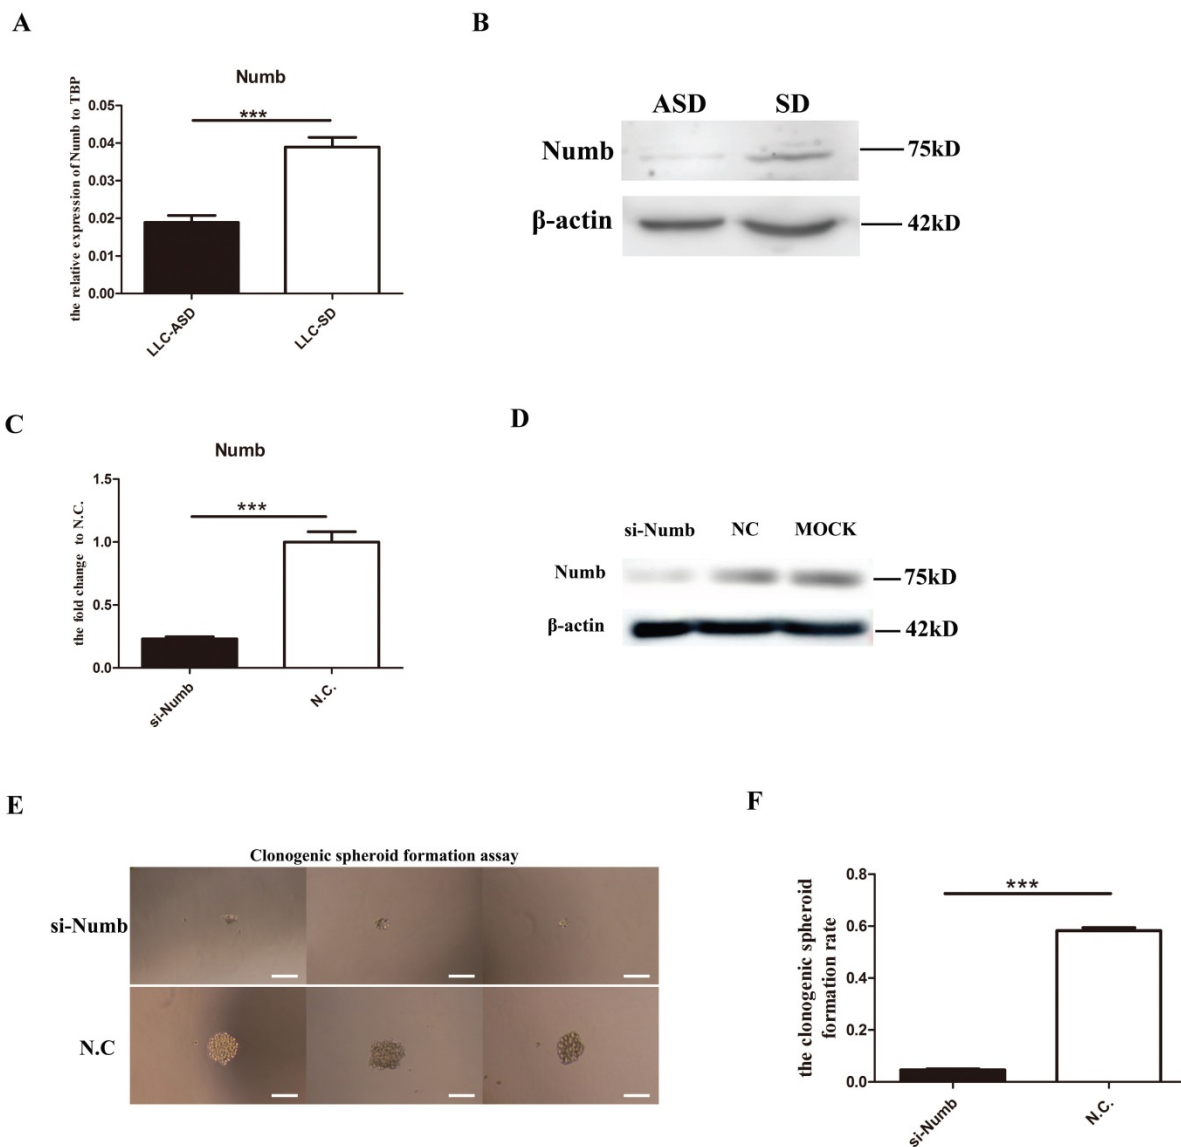 A
Numb
the relative expression of Numb to TBP
0.05
0.04
0.03
0.02
0.01
0.00
***
LLC-ASD
LLC-SD
B
ASD SD
Numb
75kD
β-actin
42kD
C
Numb
the fold change to N.C.
1.5
1.0
0.5
0.0
***
si-Numb
N.C.
D
si-Numb NC MOCK
Numb
75kD
β-actin
42kD
E
Clonogenic spheroid formation assay
si-Numb
N.C
F
the clonogenic spheroid
formation rate
0.8
0.6
0.4
0.2
0.0
***
si-Numb
N.C.